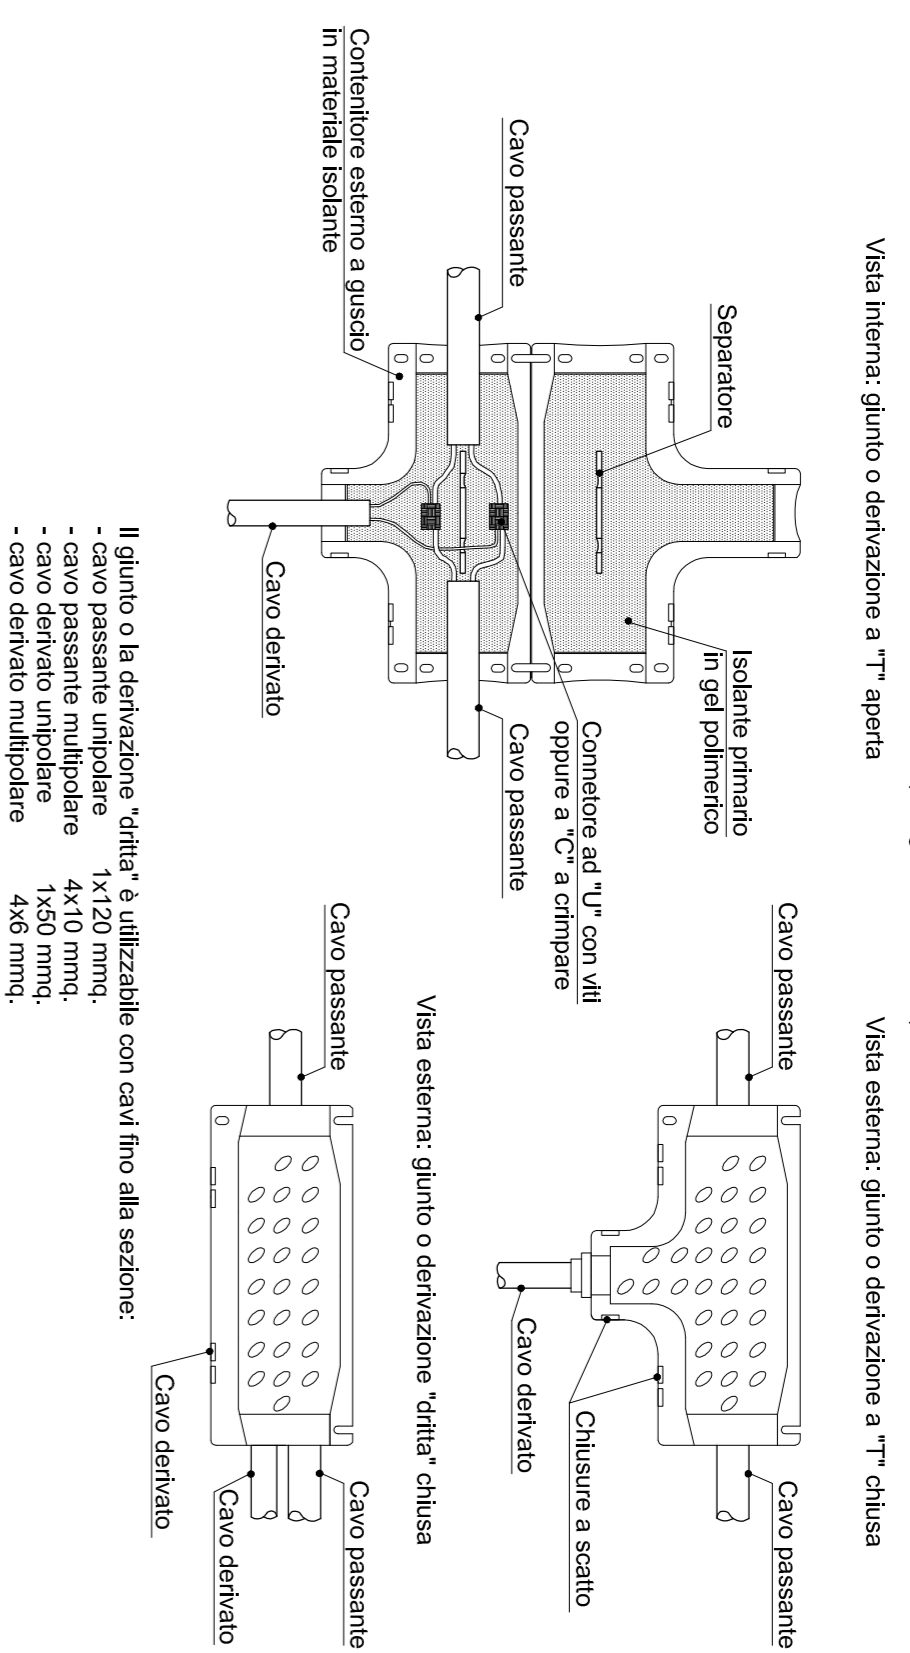 Vista interna: giunto o derivazione a "T" aperta
Separatore
Isolante primario
in gel polimerico
Cavo passante
Connetore ad "U" con viti
oppure a "C" a crimpare
Cavo passante
Contenitore esterno a guscio
in materiale isolante
Cavo derivato
Vista esterna: giunto o derivazione a "T" chiusa
Cavo passante
Cavo passante
Chiusure a scatto
Cavo derivato
Vista esterna: giunto o derivazione "dritta" chiusa
Cavo passante
Cavo passante
Cavo derivato
Cavo derivato
Il giunto o la derivazione "dritta" è utilizzabile con cavi fino alla sezione:
- cavo passante unipolare 1x120 mmq.
- cavo passante multipolare 4x10 mmq.
- cavo derivato unipolare 1x50 mmq.
- cavo derivato multipolare 4x6 mmq.